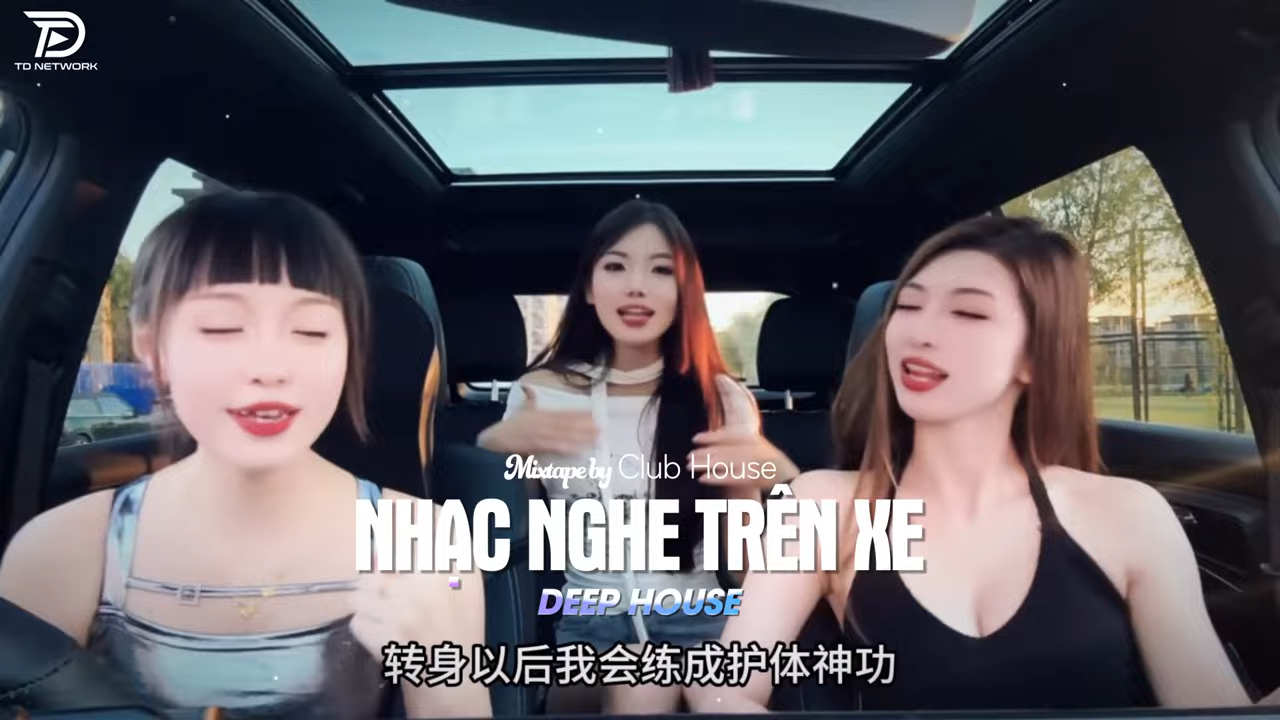 TD NETWORK
Mixtape by Club House
NHẠC NGHE TRÊN XE
DEEP HOUSE
转身以后我会练成护体神功